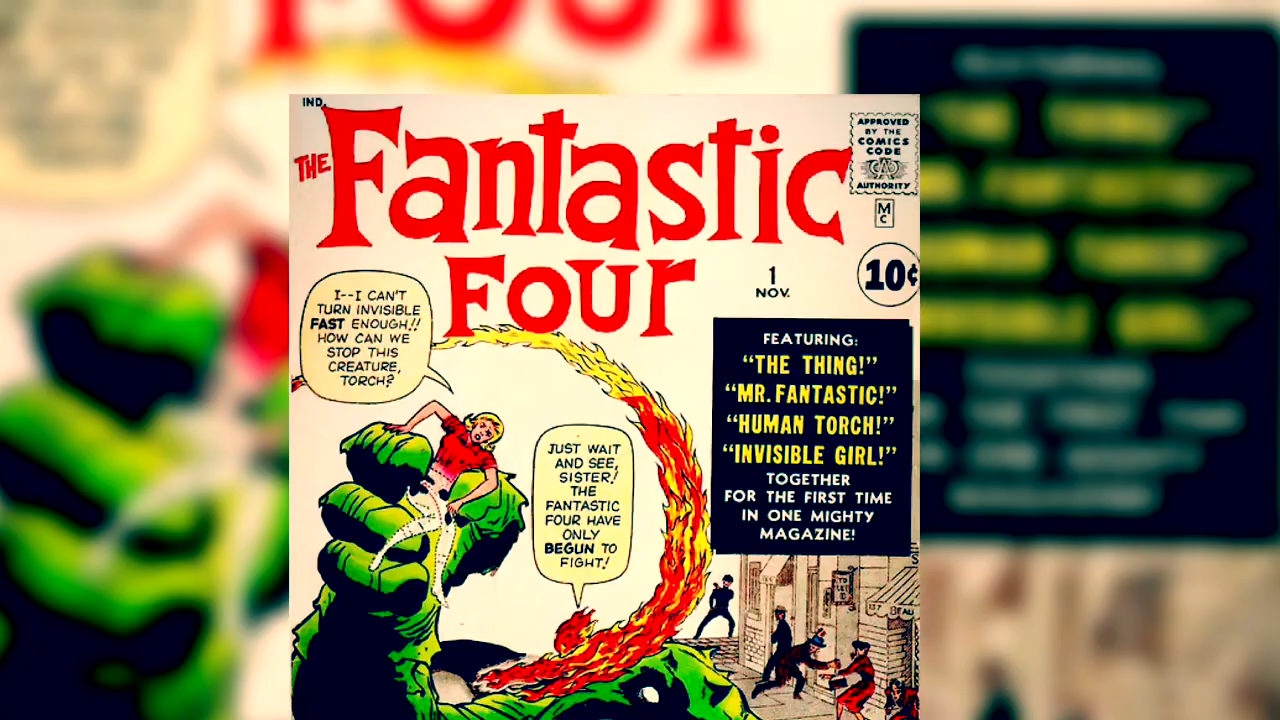 IND.
THE Fantastic
Four
APPROVED
BY THE
COMICS
CODE
CA
AUTHORITY
M
C
1
NOV.
10¢
I--I CAN'T
TURN INVISIBLE
FAST ENOUGH!!
HOW CAN WE
STOP THIS
CREATURE,
TORCH?
JUST WAIT
AND SEE,
SISTER!
THE
FANTASTIC
FOUR HAVE
ONLY
BEGUN TO
FIGHT!
FEATURING:
“THE THING!”
“MR. FANTASTIC!”
“HUMAN TORCH!”
“INVISIBLE GIRL!”
TOGETHER
FOR THE FIRST TIME
IN ONE MIGHTY
MAGAZINE!